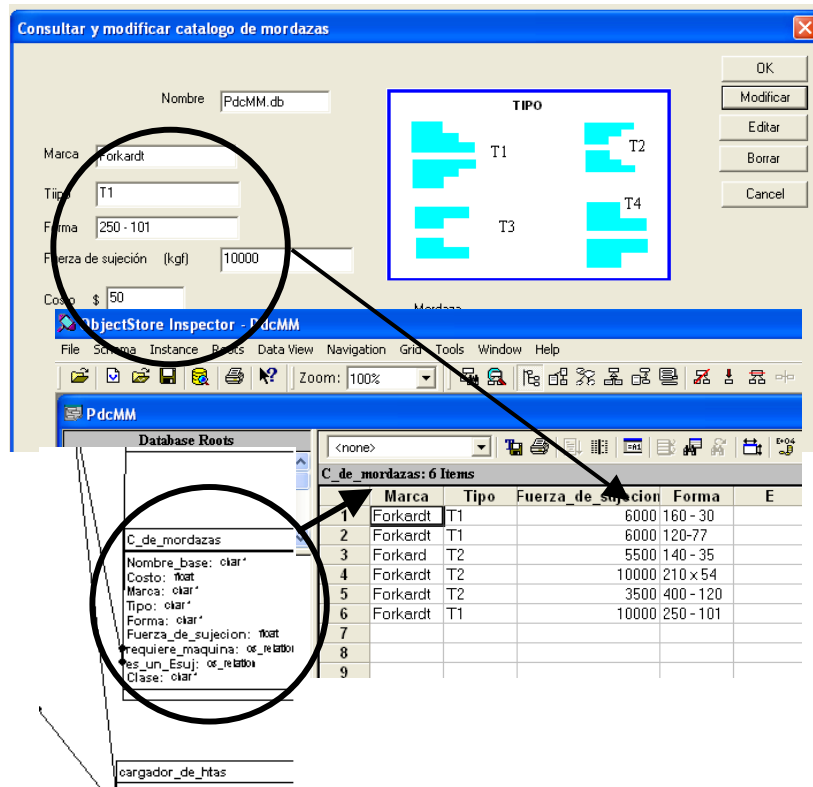 Consultar y modificar catalogo de mordazas
OK
Nombre PdcMM.db
Modificar
TIPO
Editar
T1
T2
Marca Forkardt
Borrar
Tiipo T1
Cancel
T4
Forma 250 - 101
T3
Fuerza de sujeción (kgf) 10000
Costo $ 50
Mordaza
ObjectStore Inspector - PdcMM
File Schema Instance Roots Data View Navigation Grid Tools Window Help
Zoom: 100%
PdcMM
Database Roots
<none>
C_de_mordazas: 6 Items
Marca Tipo Fuerza_de_sujecion Forma E
1 Forkardt T1 6000 160 - 30
2 Forkardt T1 6000 120-77
3 Forkard T2 5500 140 - 35
4 Forkardt T2 10000 210 x 54
5 Forkardt T2 3500 400 - 120
6 Forkardt T1 10000 250 - 101
7
8
9
C_de_mordazas
Nombre_base: char*
Costo: float
Marca: char*
Tipo: char*
Forma: char*
Fuerza_de_sujecion: float
requiere_maquina: os_relation
es_un_Esuj: os_relation
Clase: char*
cargador_de_htas